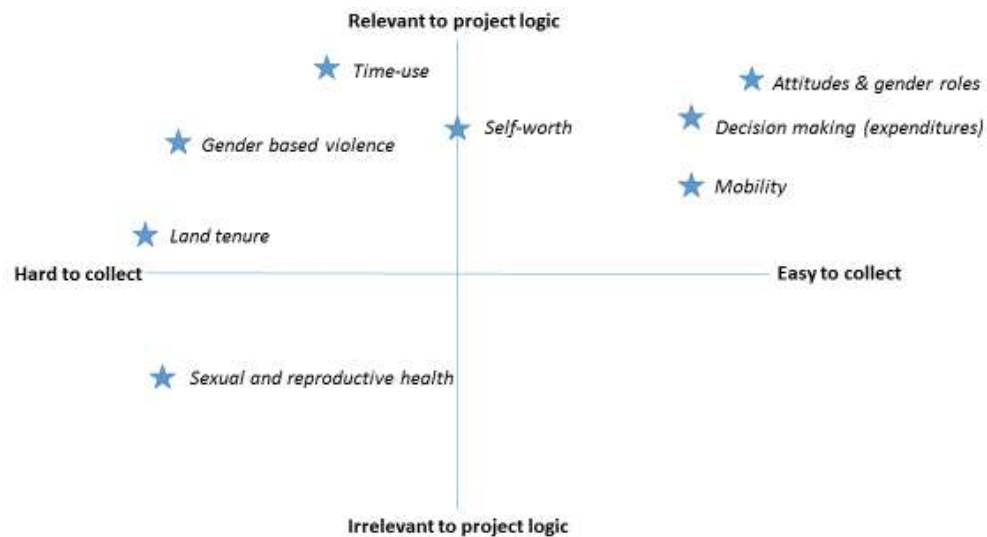 Relevant to project logic
Time-use
Attitudes & gender roles
Self-worth
Decision making (expenditures)
Gender based violence
Mobility
Land tenure
Hard to collect
Easy to collect
Sexual and reproductive health
Irrelevant to project logic